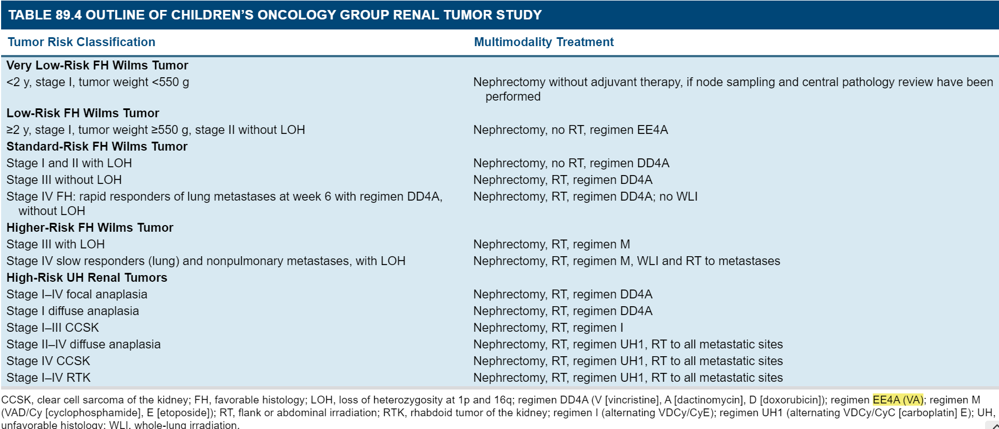 TABLE 89.4 OUTLINE OF CHILDREN'S ONCOLOGY GROUP RENAL TUMOR STUDY
Tumor Risk Classification Multimodality Treatment
Very Low-Risk FH Wilms Tumor
<2 y, stage I, tumor weight <550 g Nephrectomy without adjuvant therapy, if node sampling and central pathology review have been
performed
Low-Risk FH Wilms Tumor
≥2 y, stage I, tumor weight ≥550 g, stage II without LOH Nephrectomy, no RT, regimen EE4A
Standard-Risk FH Wilms Tumor
Stage I and II with LOH Nephrectomy, no RT, regimen DD4A
Stage III without LOH Nephrectomy, RT, regimen DD4A
Stage IV FH: rapid responders of lung metastases at week 6 with regimen DD4A, Nephrectomy, RT, regimen DD4A; no WLI
without LOH
Higher-Risk FH Wilms Tumor
Stage III with LOH Nephrectomy, RT, regimen M
Stage IV slow responders (lung) and nonpulmonary metastases, with LOH Nephrectomy, RT, regimen M, WLI and RT to metastases
High-Risk UH Renal Tumors
Stage I–IV focal anaplasia Nephrectomy, RT, regimen DD4A
Stage I diffuse anaplasia Nephrectomy, RT, regimen DD4A
Stage I–III CCSK Nephrectomy, RT, regimen I
Stage II–IV diffuse anaplasia Nephrectomy, RT, regimen UH1, RT to all metastatic sites
Stage IV CCSK Nephrectomy, RT, regimen UH1, RT to all metastatic sites
Stage I–IV RTK Nephrectomy, RT, regimen UH1, RT to all metastatic sites
CCSK, clear cell sarcoma of the kidney; FH, favorable histology; LOH, loss of heterozygosity at 1p and 16q; regimen DD4A (V [vincristine], A [dactinomycin], D [doxorubicin]); regimen EE4A (VA); regimen M
(VAD/Cy [cyclophosphamide], E [etoposide]); RT, flank or abdominal irradiation; RTK, rhabdoid tumor of the kidney; regimen I (alternating VDCy/CyE); regimen UH1 (alternating VDCy/CyC [carboplatin] E); UH,
unfavorable histology; WLI, whole-lung irradiation.